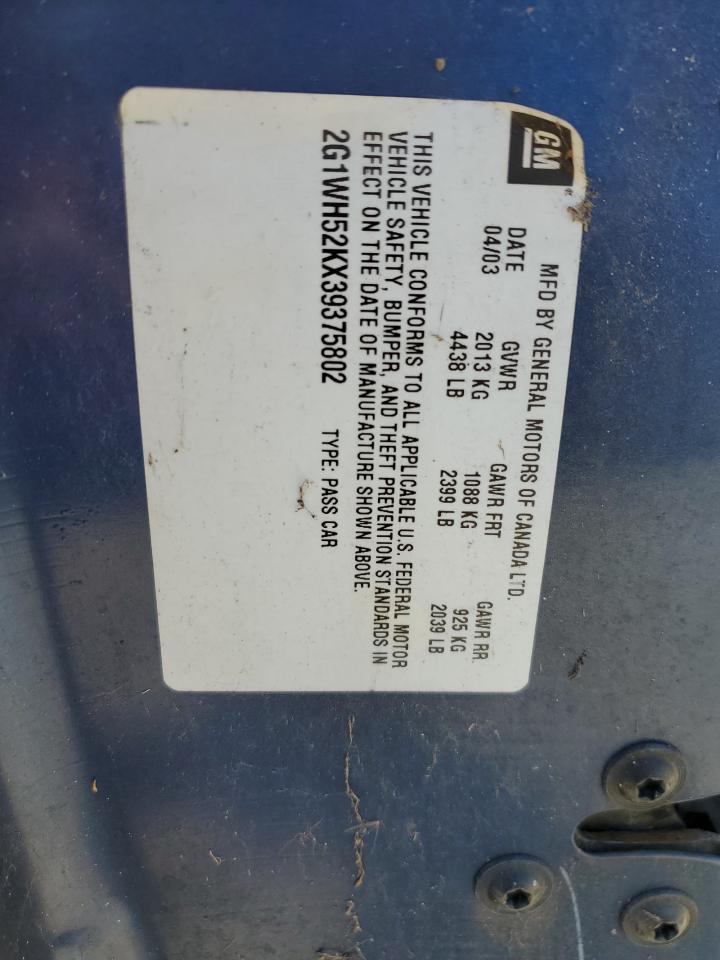 GM
MFD BY GENERAL MOTORS OF CANADA LTD.
DATE GVWR GAWR FRT GAWR RR
04/03 2013 KG 1088 KG 925 KG
4438 LB 2399 LB 2039 LB
THIS VEHICLE CONFORMS TO ALL APPLICABLE U.S. FEDERAL MOTOR
VEHICLE SAFETY, BUMPER, AND THEFT PREVENTION STANDARDS IN
EFFECT ON THE DATE OF MANUFACTURE SHOWN ABOVE.
2G1WH52KX39375802 TYPE: PASS CAR